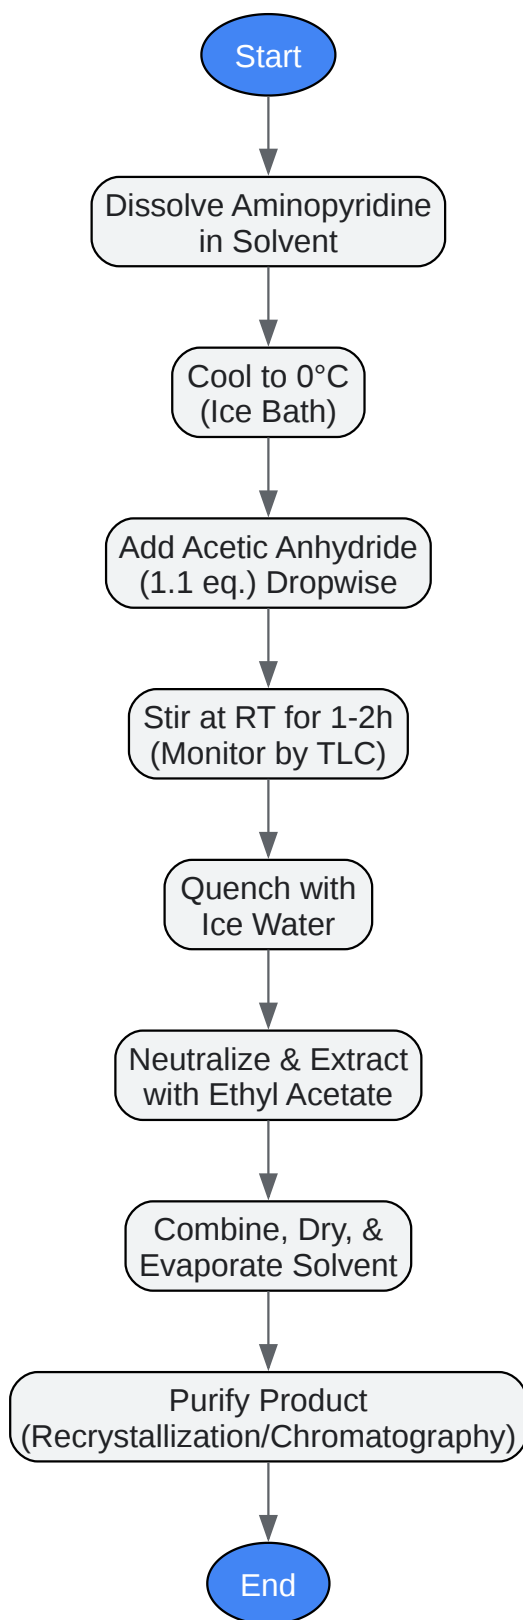 Start
Dissolve Aminopyridine
in Solvent
Cool to 0°C
(Ice Bath)
Add Acetic Anhydride
(1.1 eq.) Dropwise
Stir at RT for 1-2h
(Monitor by TLC)
Quench with
Ice Water
Neutralize & Extract
with Ethyl Acetate
Combine, Dry, &
Evaporate Solvent
Purify Product
(Recrystallization/Chromatography)
End